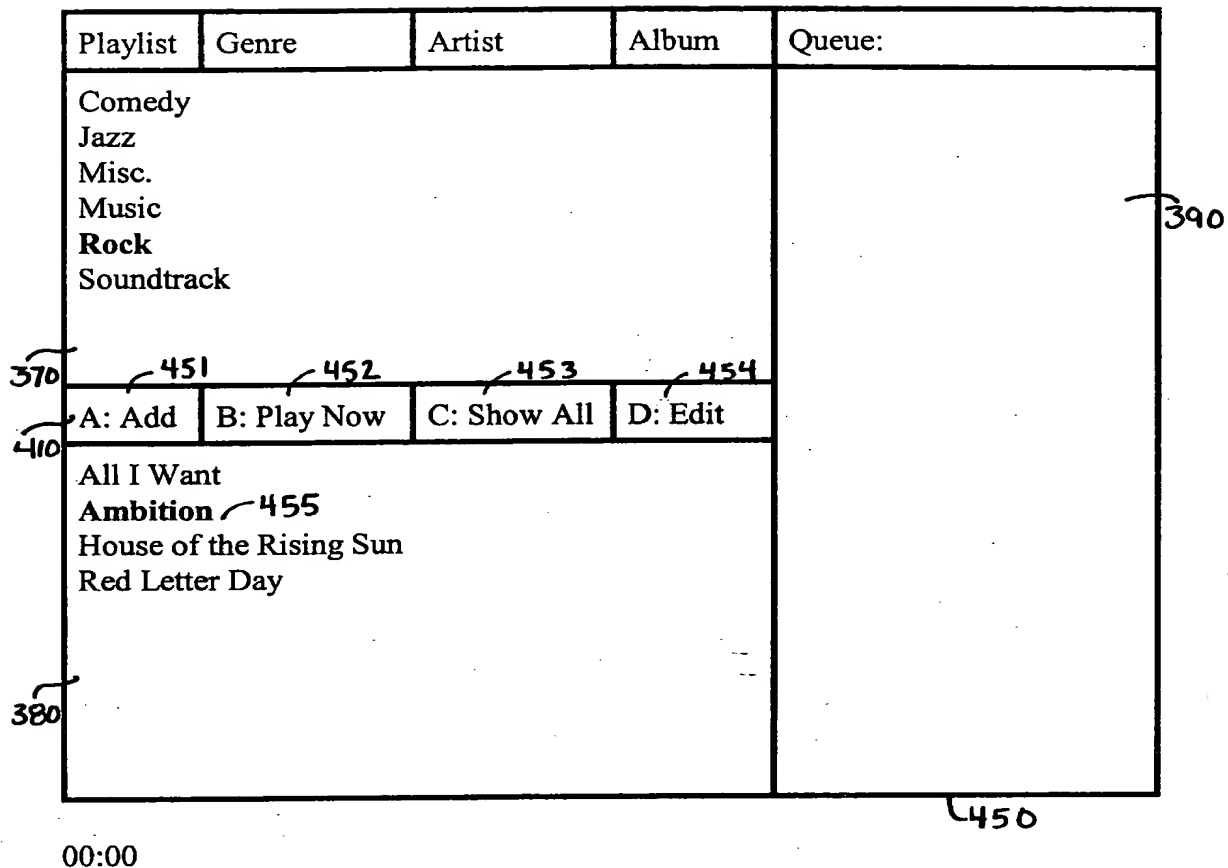 Playlist Genre Artist Album Queue:
Comedy
Jazz
Misc.
Music
Rock
Soundtrack
390
370
451 452 453 454
A: Add B: Play Now C: Show All D: Edit
410
All I Want
Ambition 455
House of the Rising Sun
Red Letter Day
380
450
00:00